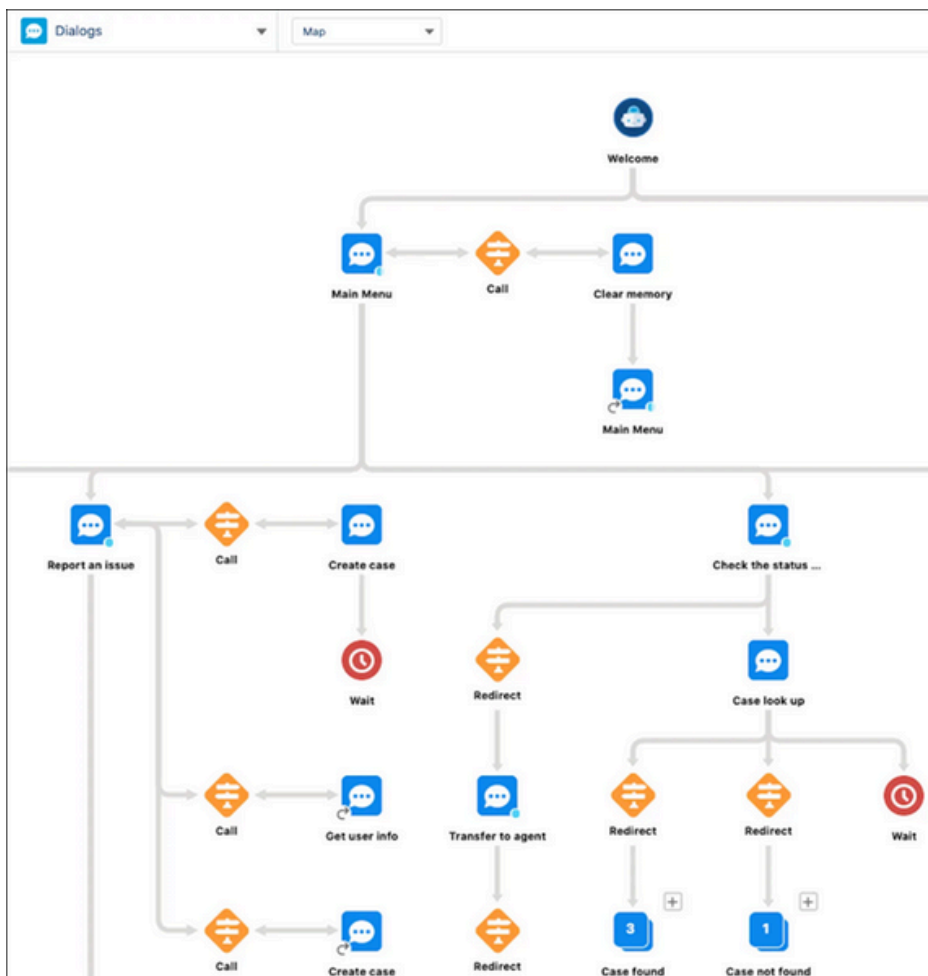 Dialogs
Map
Welcome
Main Menu
Call
Clear memory
Main Menu
Report an issue
Call
Create case
Check the status ...
Wait
Redirect
Case look up
Call
Get user info
Transfer to agent
Redirect
Redirect
Wait
3
1
Call
Create case
Redirect
Case found
Case not found